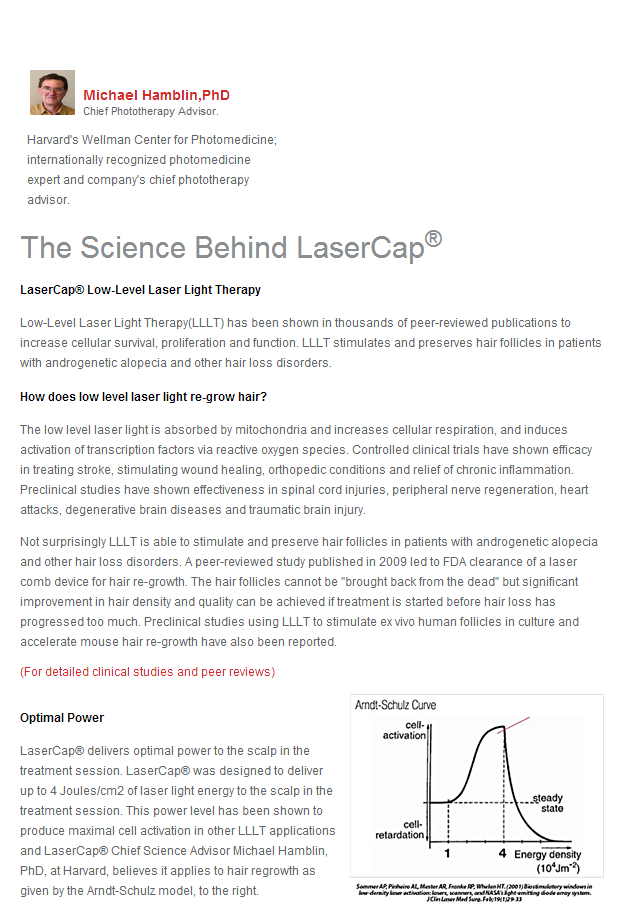 Michael Hamblin,PhD
Chief Phototherapy Advisor.
Harvard's Wellman Center for Photomedicine;
internationally recognized photomedicine
expert and company's chief phototherapy
advisor.
The Science Behind LaserCap®
LaserCap® Low-Level Laser Light Therapy
Low-Level Laser Light Therapy(LLLT) has been shown in thousands of peer-reviewed publications to
increase cellular survival, proliferation and function. LLLT stimulates and preserves hair follicles in patients
with androgenetic alopecia and other hair loss disorders.
How does low level laser light re-grow hair?
The low level laser light is absorbed by mitochondria and increases cellular respiration, and induces
activation of transcription factors via reactive oxygen species. Controlled clinical trials have shown efficacy
in treating stroke, stimulating wound healing, orthopedic conditions and relief of chronic inflammation.
Preclinical studies have shown effectiveness in spinal cord injuries, peripheral nerve regeneration, heart
attacks, degenerative brain diseases and traumatic brain injury.
Not surprisingly LLLT is able to stimulate and preserve hair follicles in patients with androgenetic alopecia
and other hair loss disorders. A peer-reviewed study published in 2009 led to FDA clearance of a laser
comb device for hair re-growth. The hair follicles cannot be "brought back from the dead" but significant
improvement in hair density and quality can be achieved if treatment is started before hair loss has
progressed too much. Preclinical studies using LLLT to stimulate ex vivo human follicles in culture and
accelerate mouse hair re-growth have also been reported.
(For detailed clinical studies and peer reviews)
Optimal Power
LaserCap® delivers optimal power to the scalp in the
treatment session. LaserCap® was designed to deliver
up to 4 Joules/cm2 of laser light energy to the scalp in the
treatment session. This power level has been shown to
produce maximal cell activation in other LLLT applications
and LaserCap® Chief Science Advisor Michael Hamblin,
PhD, at Harvard, believes it applies to hair regrowth as
given by the Arndt-Schulz model, to the right.
Arndt-Schulz Curve
cell-
activation
steady
state
cell-
retardation
1 4 Energy density
(10⁴Jm⁻²)
Sommer AP, Pinheiro AL, Mester AR, Franke RP, Whelan HT. (2001) Biostimulatory windows in
low-density laser activation: lasers, scanners, and NASA's light-emitting diode array system.
J Clin Laser Med Surg. Feb;19(1)29-33